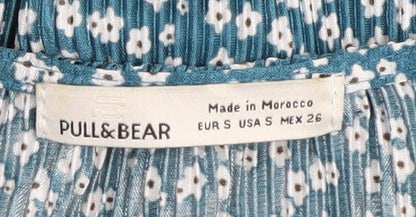 PULL&BEAR
Made in Morocco
EUR S USA S MEX 26